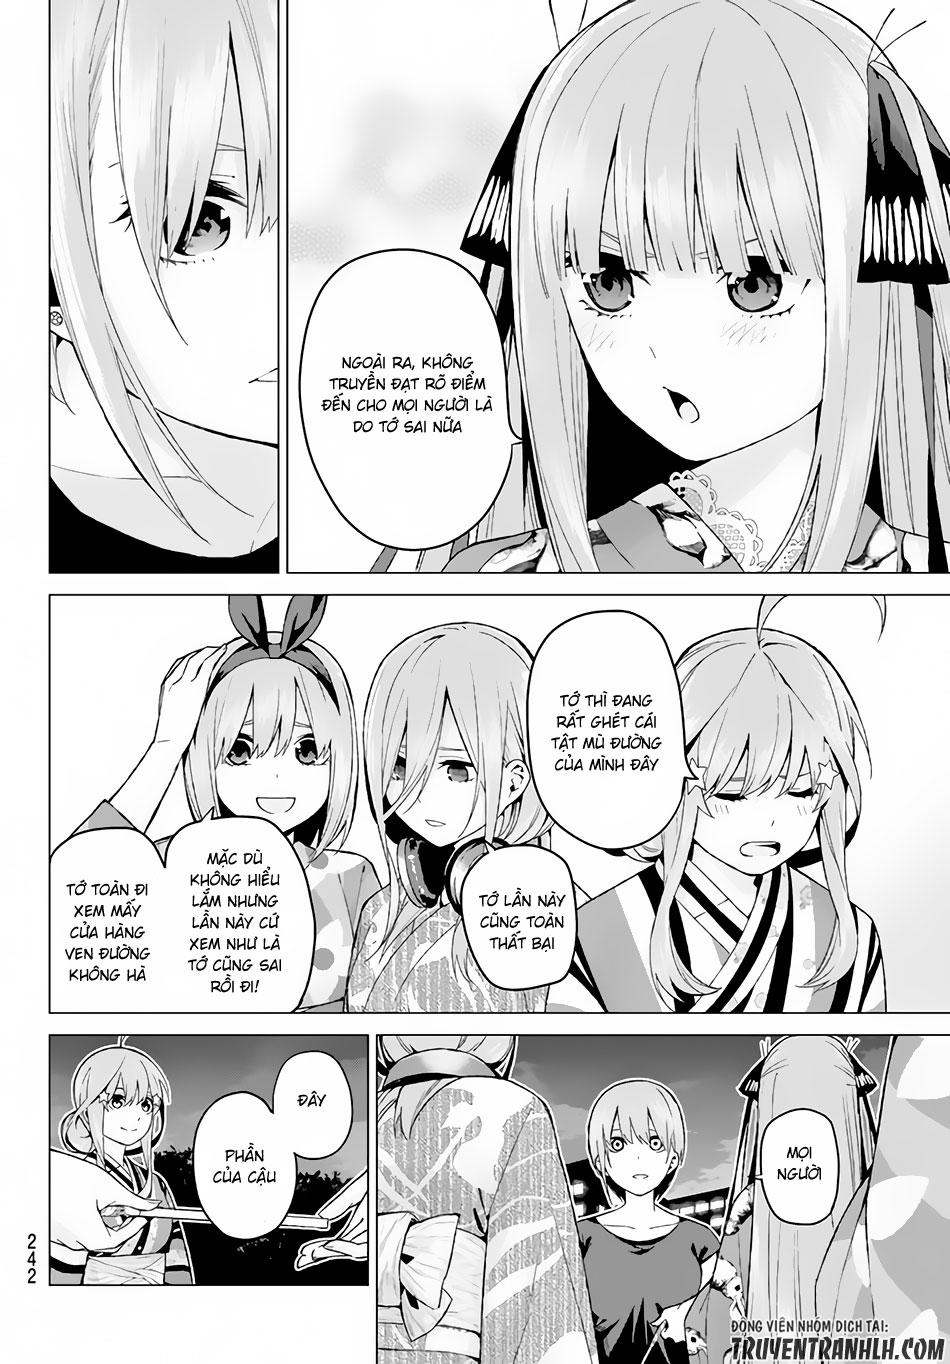 NGOÀI RA, KHÔNG
TRUYỀN ĐẠT RÕ ĐIỂM
ĐẾN CHO MỌI NGƯỜI LÀ
DO TỚ SAI NỮA
TỚ THÌ ĐANG
RẤT GHÉT CÁI
TẬT MÙ ĐƯỜNG
CỦA MÌNH ĐÂY
TỚ LẦN NÀY
CŨNG TOÀN
THẤT BẠI
MẶC DÙ
KHÔNG HIỂU
LẮM NHƯNG
LẦN NÀY CỨ
XEM NHƯ LÀ
TỚ CŨNG SAI
RỒI ĐI!
TỚ TOÀN ĐI
XEM MẤY
CỬA HÀNG
VEN ĐƯỜNG
KHÔNG HÀ
MỌI
NGƯỜI
ĐÂY
PHẦN
CỦA CẬU
242
ĐỘNG VIÊN NHÓM DỊCH TẠI:
TRUYENTRANHLH.COM